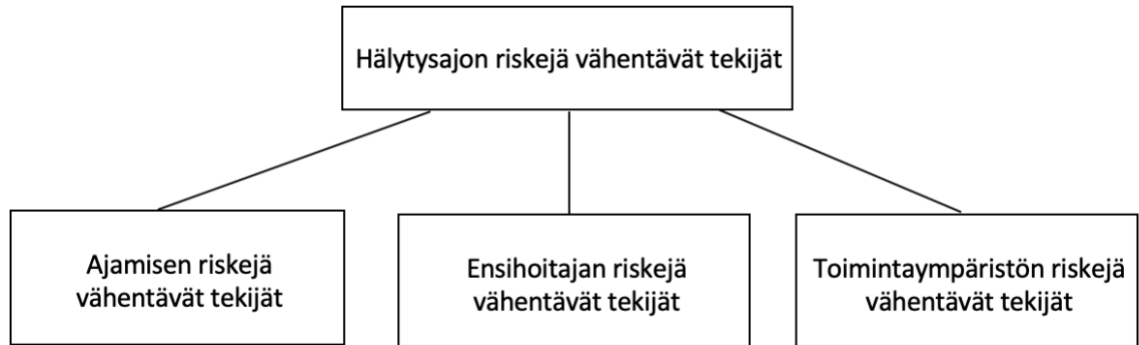 Hälytysajon riskejä vähentävät tekijät
Ajamisen riskejä
vähentävät tekijät
Ensihoitajan riskejä
vähentävät tekijät
Toimintaympäristön riskejä
vähentävät tekijät